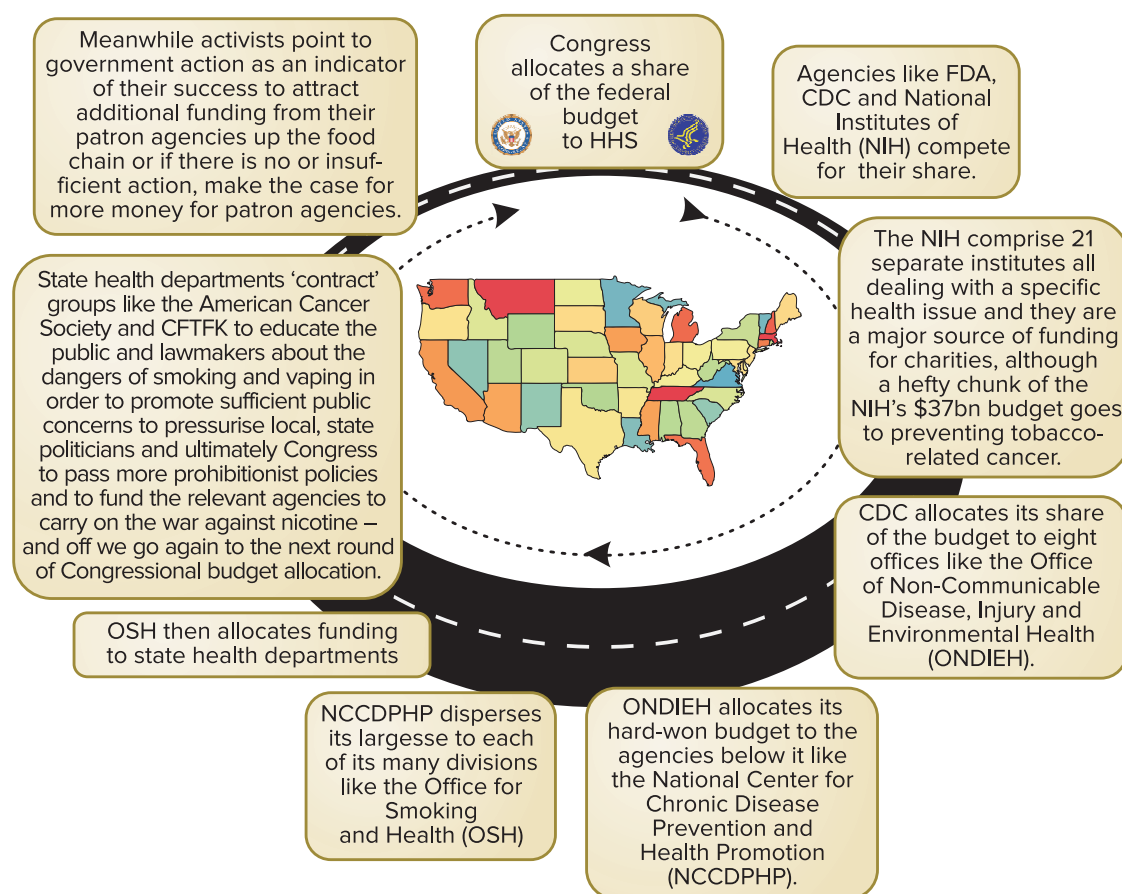 Congress
allocates a share
of the federal
budget
to HHS
Agencies like FDA,
CDC and National
Institutes of
Health (NIH) compete
for their share.
The NIH comprise 21
separate institutes all
dealing with a specific
health issue and they are
a major source of funding
for charities, although
a hefty chunk of the
NIH’s $37bn budget goes
to preventing tobacco-
related cancer.
CDC allocates its share
of the budget to eight
offices like the Office
of Non-Communicable
Disease, Injury and
Environmental Health
(ONDIEH).
ONDIEH allocates its
hard-won budget to the
agencies below it like
the National Center for
Chronic Disease
Prevention and
Health Promotion
(NCCDPHP).
NCCDPHP disperses
its largesse to each
of its many divisions
like the Office for
Smoking
and Health (OSH)
OSH then allocates funding
to state health departments
State health departments ‘contract’
groups like the American Cancer
Society and CFTFK to educate the
public and lawmakers about the
dangers of smoking and vaping in
order to promote sufficient public
concerns to pressurise local, state
politicians and ultimately Congress
to pass more prohibitionist policies
and to fund the relevant agencies to
carry on the war against nicotine –
and off we go again to the next round
of Congressional budget allocation.
Meanwhile activists point to
government action as an indicator
of their success to attract
additional funding from their
patron agencies up the food
chain or if there is no or insuf-
ficient action, make the case for
more money for patron agencies.